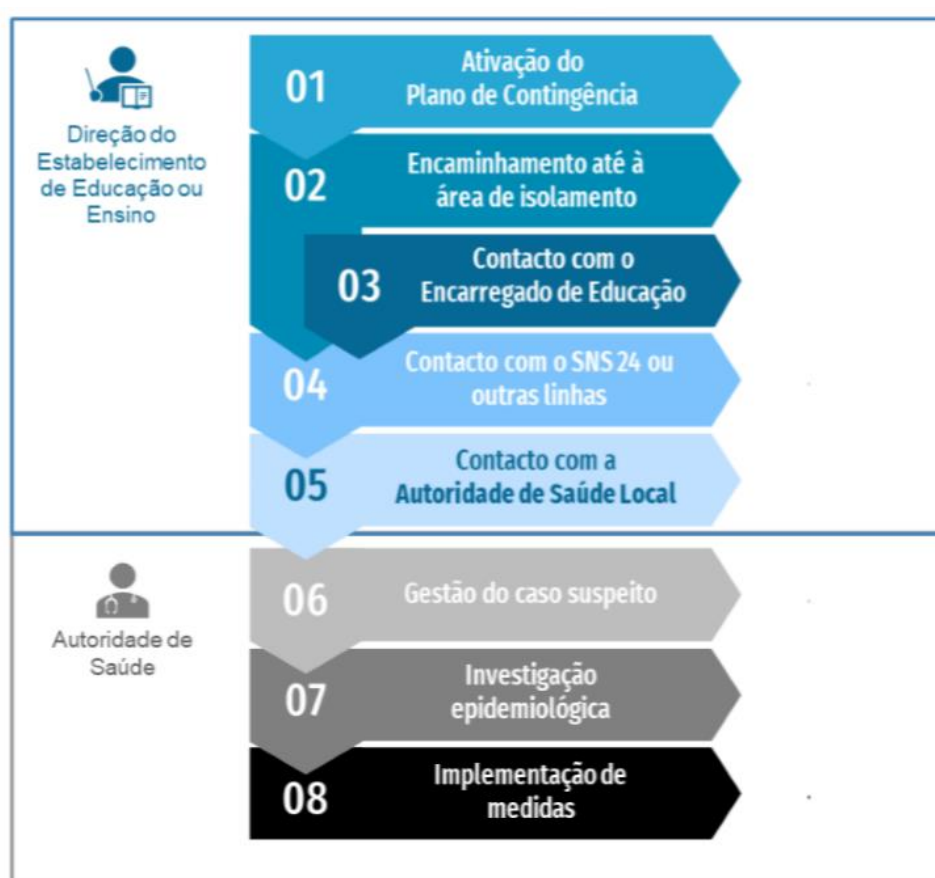 Direção do
Estabelecimento
de Educação ou
Ensino
01
Ativação do
Plano de Contingência
02
Encaminhamento até à
área de isolamento
03
Contacto com o
Encarregado de Educação
04
Contacto com o SNS 24 ou
outras linhas
05
Contacto com a
Autoridade de Saúde Local
Autoridade de
Saúde
06
Gestão do caso suspeito
07
Investigação
epidemiológica
08
Implementação de
medidas